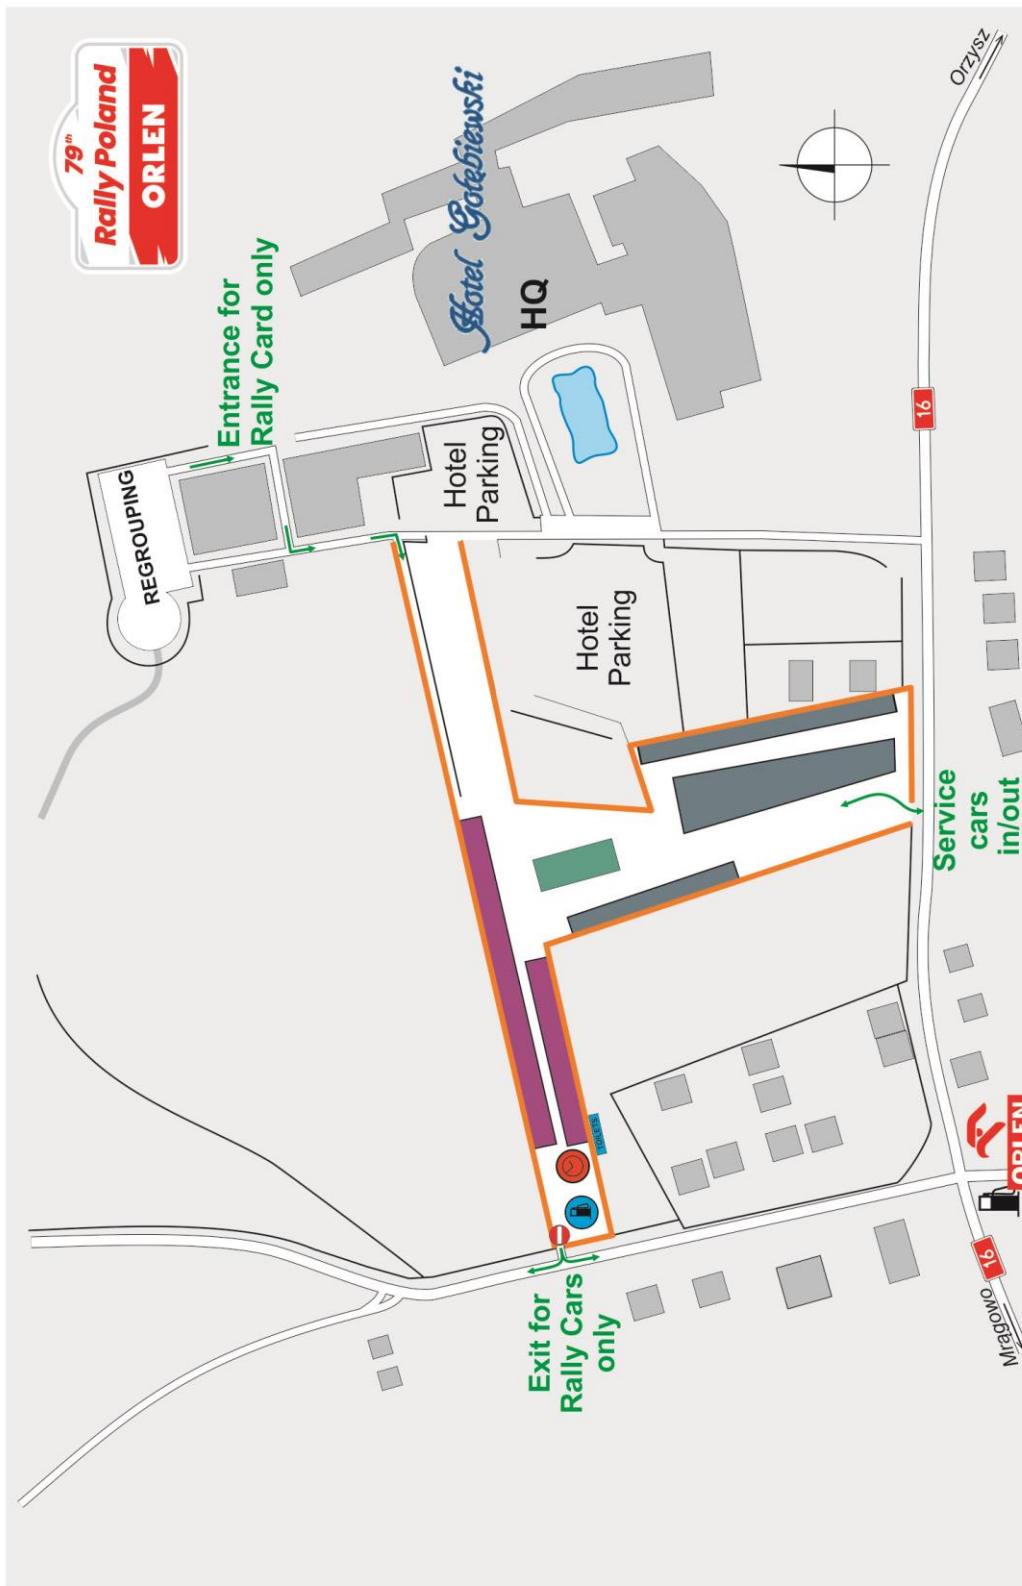 79th
Rally Poland
ORLEN
Orzysz
Hotel Gołębiewski
HQ
Entrance for
Rally Card only
REGROUPING
Hotel
Parking
16
Hotel
Parking
Service
cars
in/out
TOILETS
ORLEN
16
Mrągowo
Exit for
Rally Cars
only